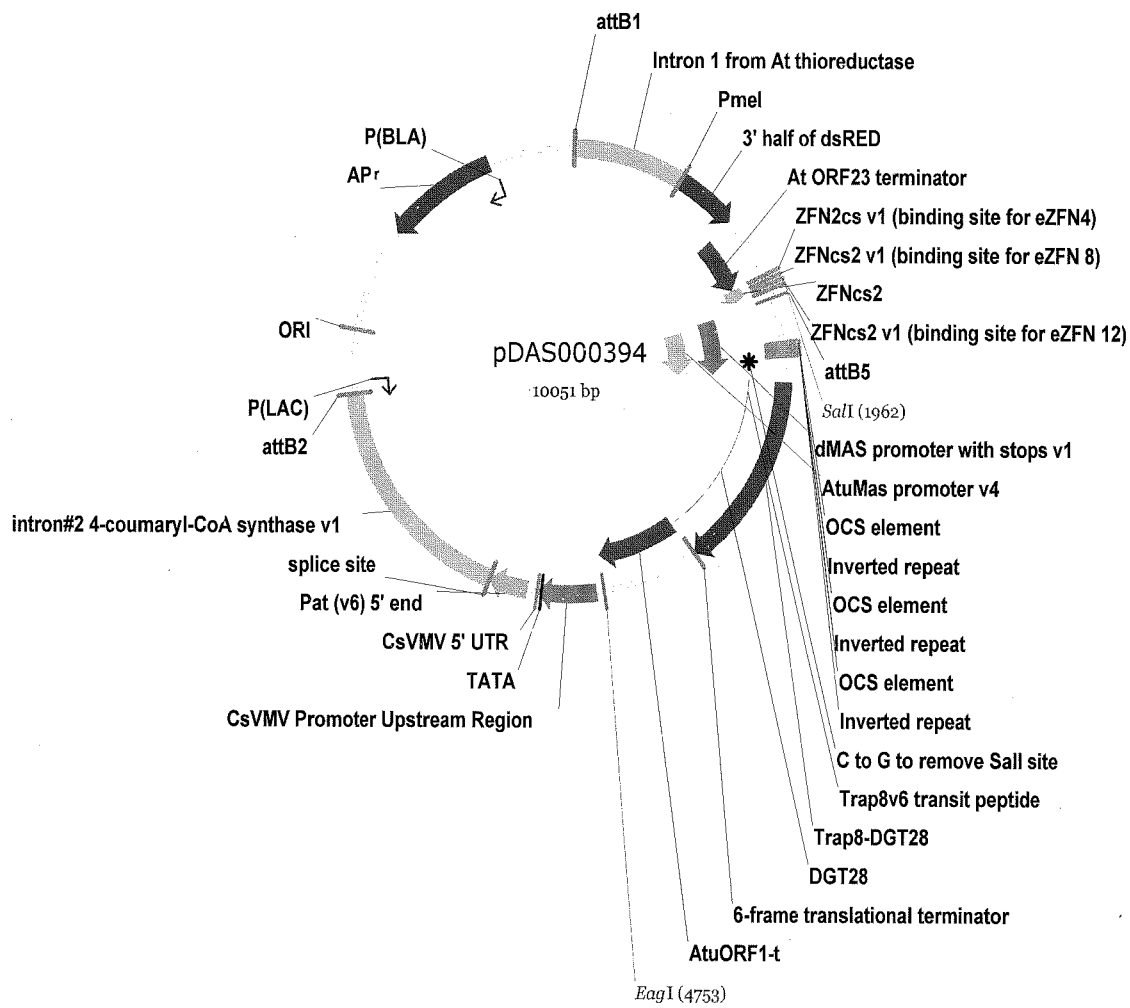 attB1
Intron 1 from At thioreductase
PmeI
3' half of dsRED
P(BLA)
APr
At ORF23 terminator
ZFN2cs v1 (binding site for eZFN4)
ZFNcs2 v1 (binding site for eZFN 8)
ZFNcs2
ZFNcs2 v1 (binding site for eZFN 12)
attB5
SalI (1962)
ORI
pDAS000394
10051 bp
P(LAC)
attB2
dMAS promoter with stops v1
AtuMas promoter v4
OCS element
Inverted repeat
OCS element
Inverted repeat
OCS element
Inverted repeat
C to G to remove SalI site
Trap8v6 transit peptide
Trap8-DGT28
DGT28
6-frame translational terminator
AtuORF1-t
EagI (4753)
intron#2 4-coumaryl-CoA synthase v1
splice site
Pat (v6) 5' end
CsVMV 5' UTR
TATA
CsVMV Promoter Upstream Region